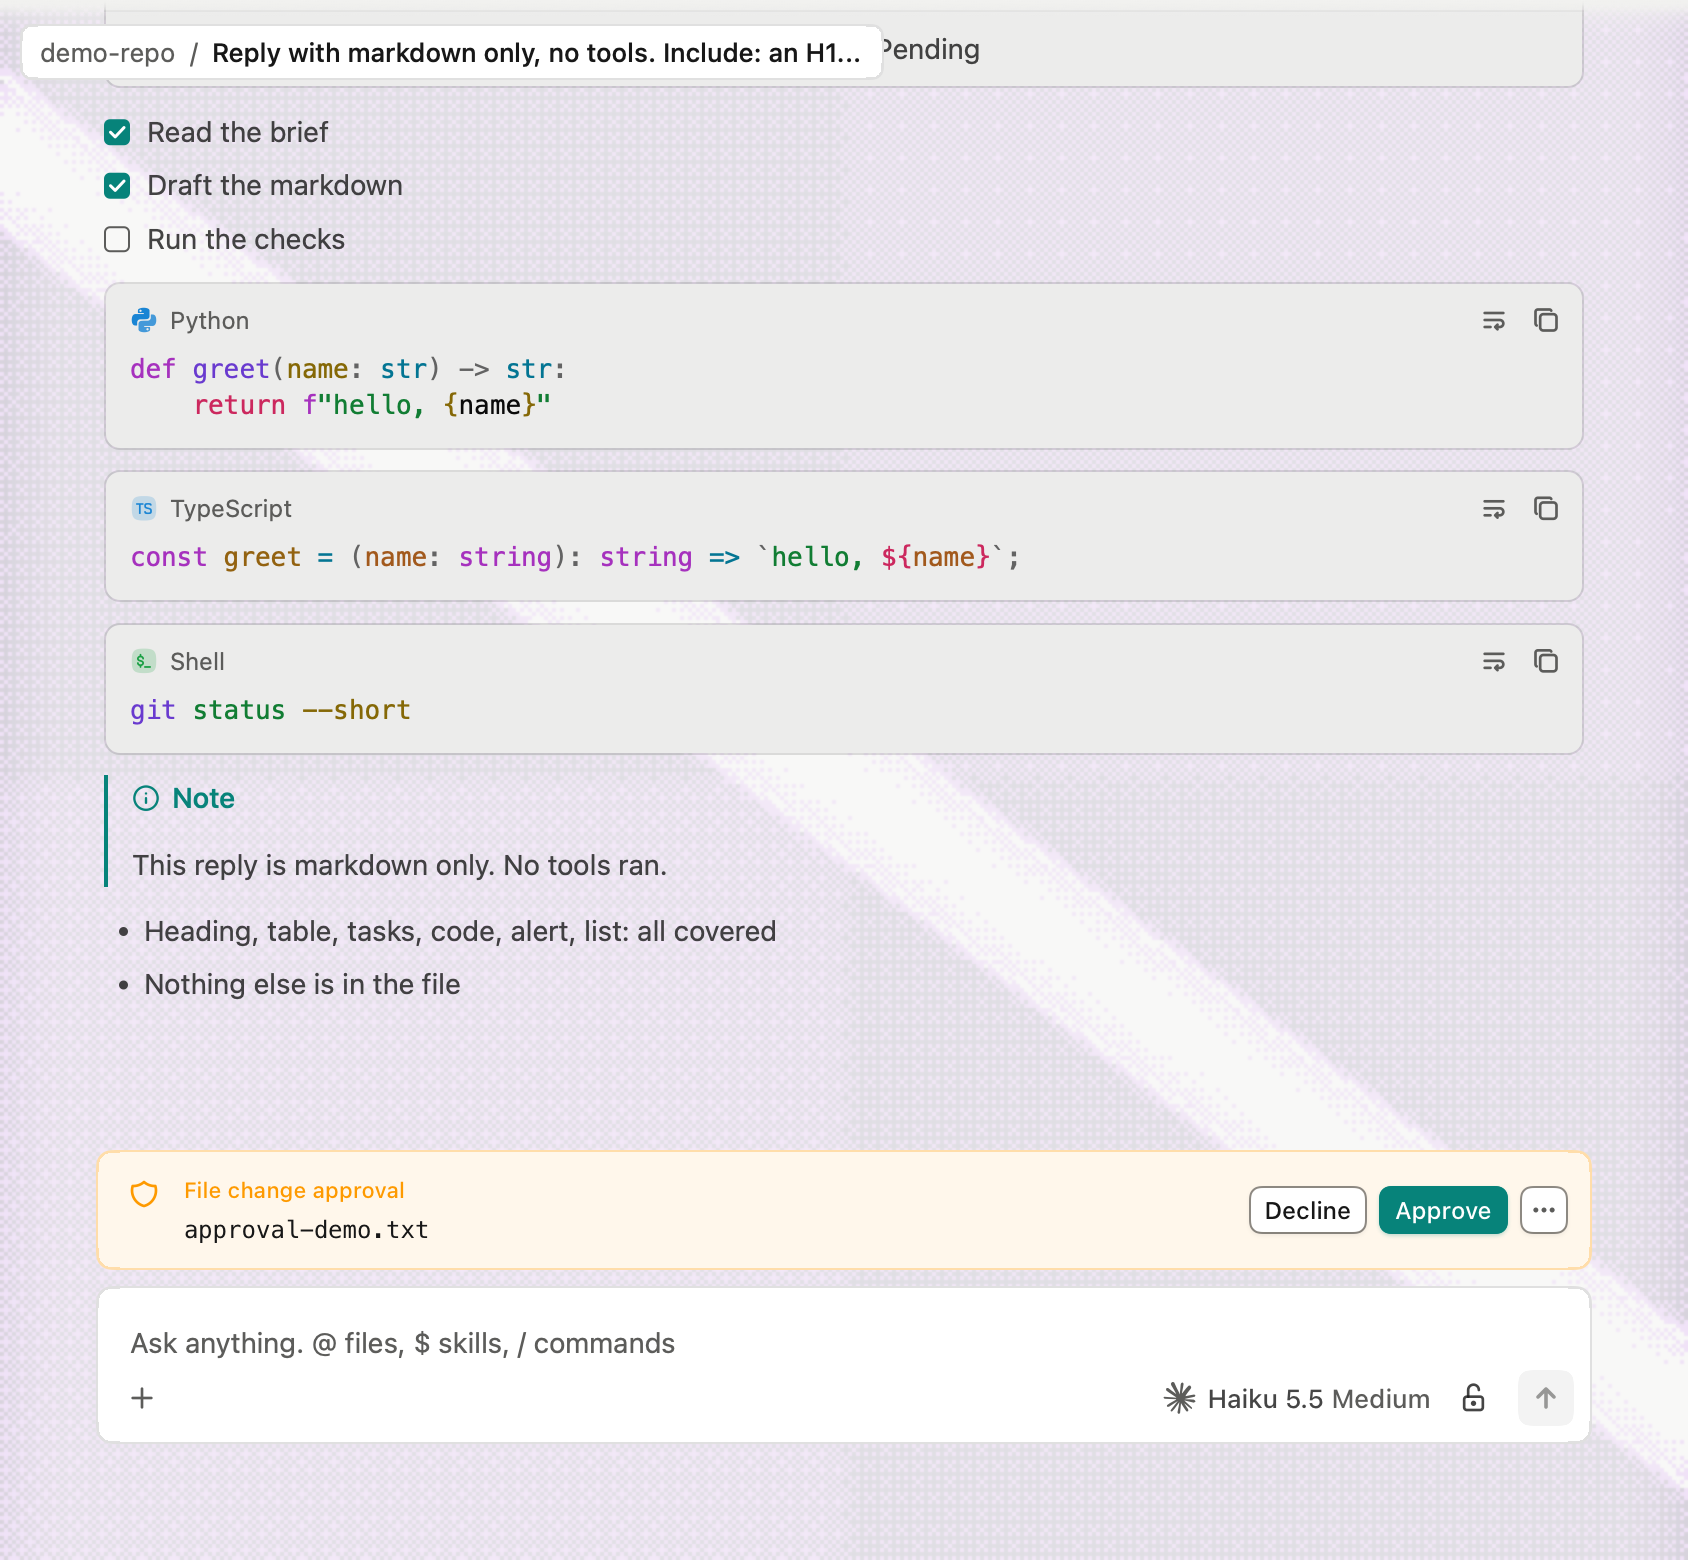 demo-repo / Reply with markdown only, no tools. Include: an H1...
Pending
Read the brief
Draft the markdown
Run the checks
Python
def greet(name: str) -> str:
    return f"hello, {name}"
TS TypeScript
const greet = (name: string): string => `hello, ${name}`;
$_ Shell
git status --short
Note
This reply is markdown only. No tools ran.
• Heading, table, tasks, code, alert, list: all covered
• Nothing else is in the file
File change approval
approval-demo.txt
Decline Approve ...
Ask anything. @ files, $ skills, / commands
Haiku 5.5 Medium